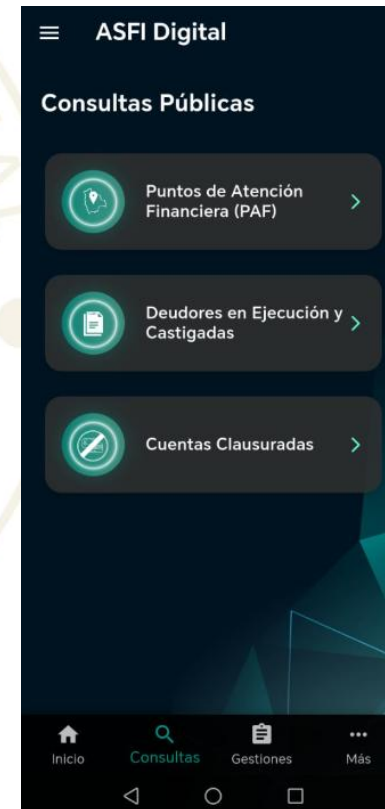 ASFI Digital
Consultas Públicas
Puntos de Atención
Financiera (PAF)
Deudores en Ejecución y
Castigadas
Cuentas Clausuradas
Inicio
Consultas
Gestiones
Más